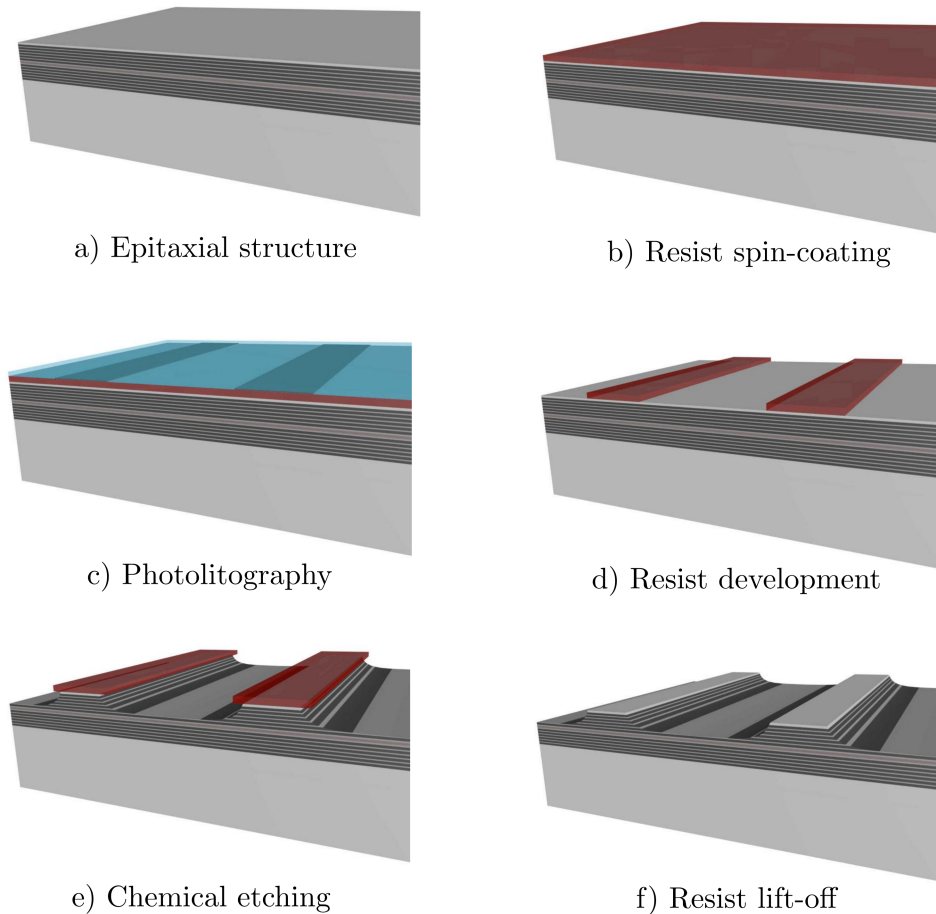 a) Epitaxial structure
b) Resist spin-coating
c) Photolitography
d) Resist development
e) Chemical etching
f) Resist lift-off